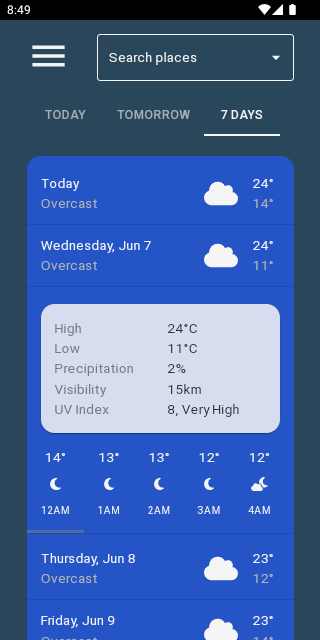 8:49
Search places
TODAY TOMORROW 7 DAYS
Today 24°
Overcast 14°
Wednesday, Jun 7 24°
Overcast 11°
High 24°C
Low 11°C
Precipitation 2%
Visibility 15km
UV Index 8, Very High
14° 13° 13° 12° 12°
12AM 1AM 2AM 3AM 4AM
Thursday, Jun 8 23°
Overcast 12°
Friday, Jun 9 23°
Overcast 14°